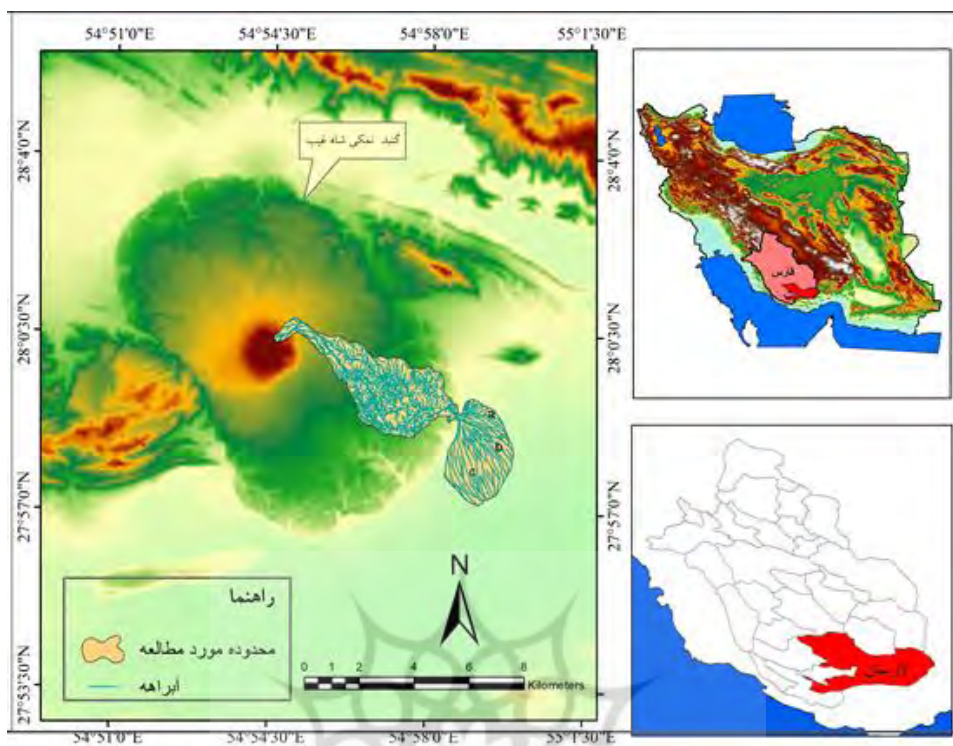 54°51'0"E 54°54'30"E 54°58'0"E 55°1'30"E
28°4'0"N
28°4'0"N
گنبد نمکی شاه غیب
28°0'30"N
28°0'30"N
a
b
c
27°57'0"N
27°57'0"N
27°53'30"N
27°53'30"N
راهنما
محدوده مورد مطالعه
آبراهه
N
0 1 2 4 6 8
Kilometers
54°51'0"E 54°54'30"E 54°58'0"E 55°1'30"E
فارس